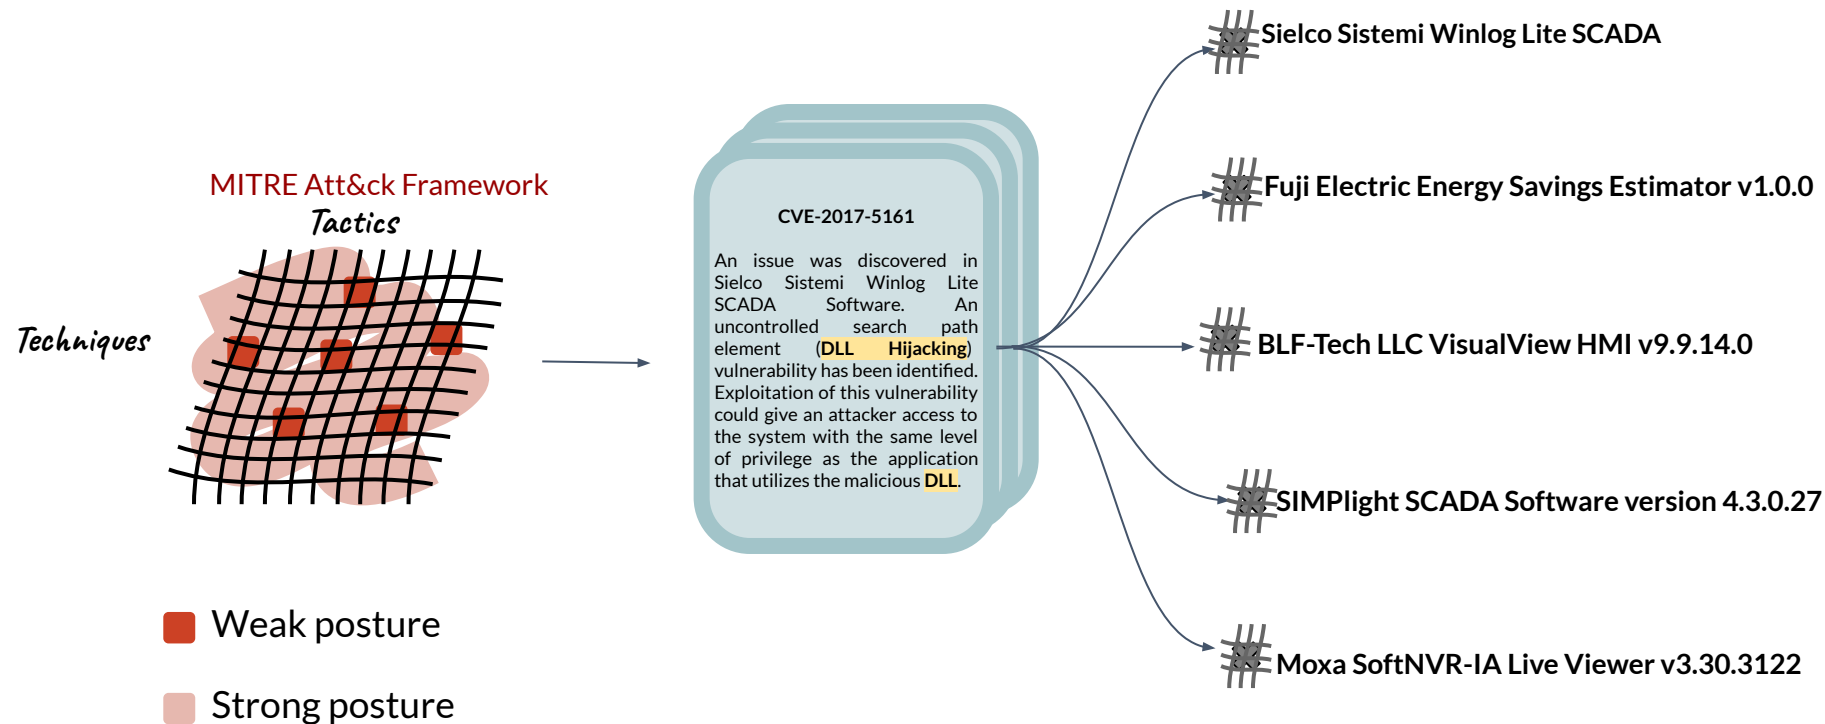 MITRE Att&ck Framework
Tactics
Techniques
Weak posture
Strong posture
CVE-2017-5161
An issue was discovered in
Sielco Sistemi Winlog Lite
SCADA Software. An
uncontrolled search path
element (DLL Hijacking)
vulnerability has been identified.
Exploitation of this vulnerability
could give an attacker access to
the system with the same level
of privilege as the application
that utilizes the malicious DLL.
Sielco Sistemi Winlog Lite SCADA
Fuji Electric Energy Savings Estimator v1.0.0
BLF-Tech LLC VisualView HMI v9.9.14.0
SIMPlight SCADA Software version 4.3.0.27
Moxa SoftNVR-IA Live Viewer v3.30.3122